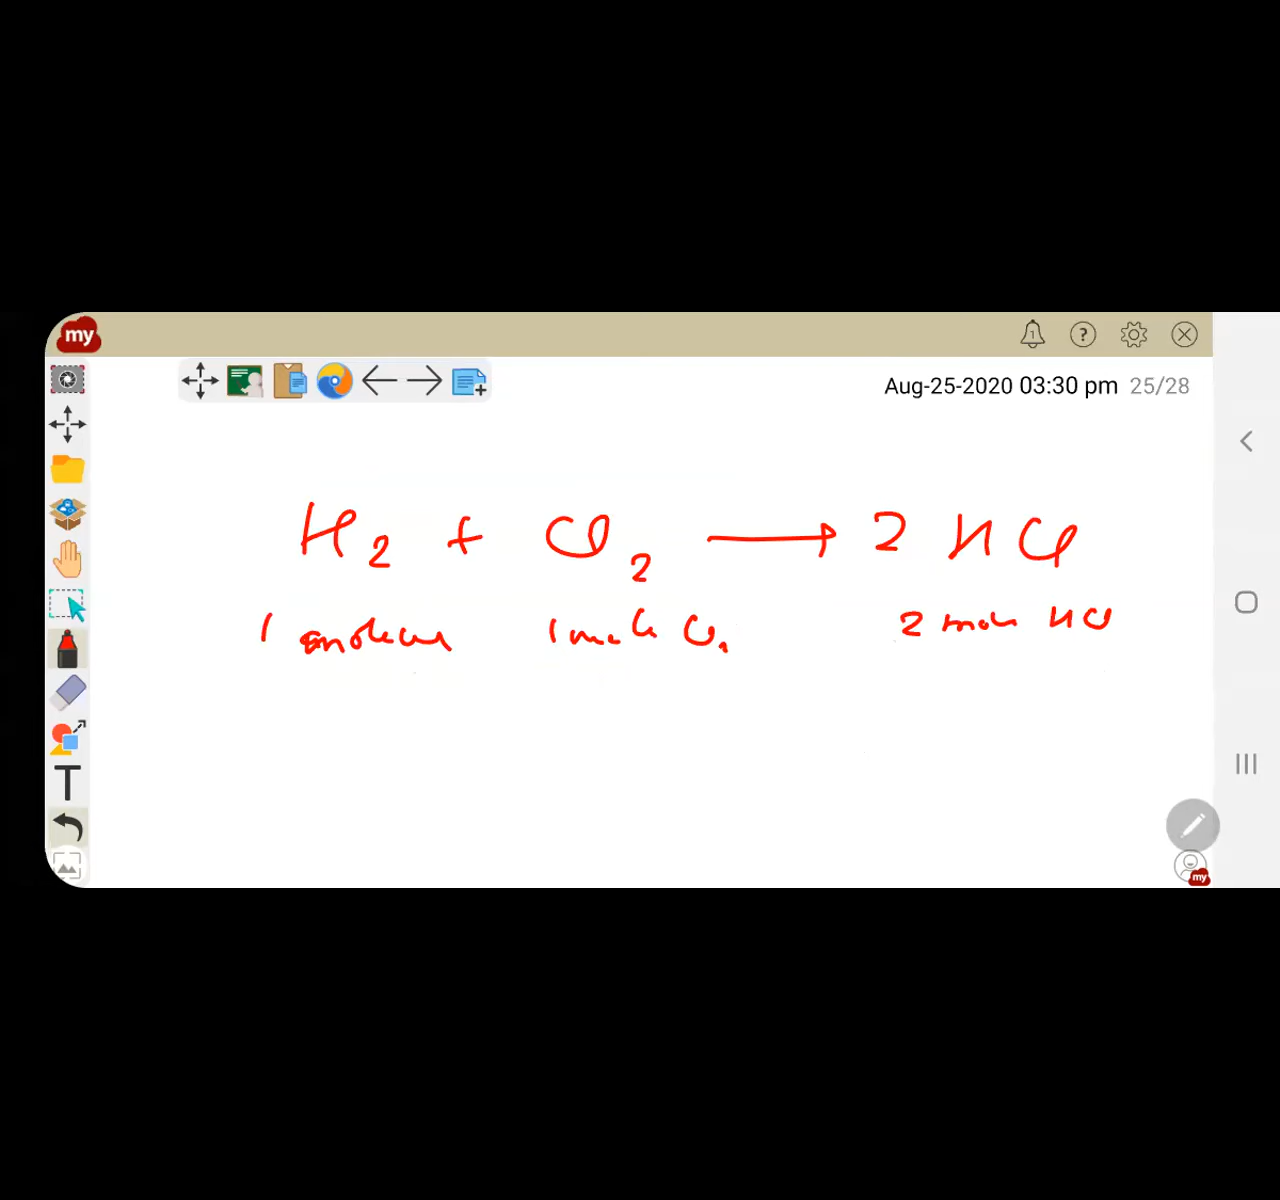 my
Aug-25-2020 03:30 pm 25/28
H2 + Cl2 → 2 HCl
1 molecule 1 mole Cl2 2 mole HCl
T
my